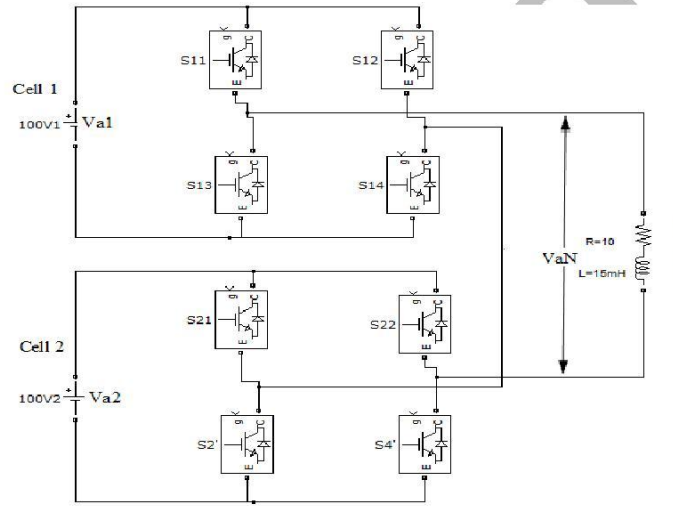 g C
S11
E
g C
S12
E
Cell 1
100V1 + Va1
g C
S13
E
g C
S14
E
VaN
R=10
L=15mH
g C
S21
E
g C
S22
E
Cell 2
100V2 + Va2
g C
S2'
E
g C
S4'
E